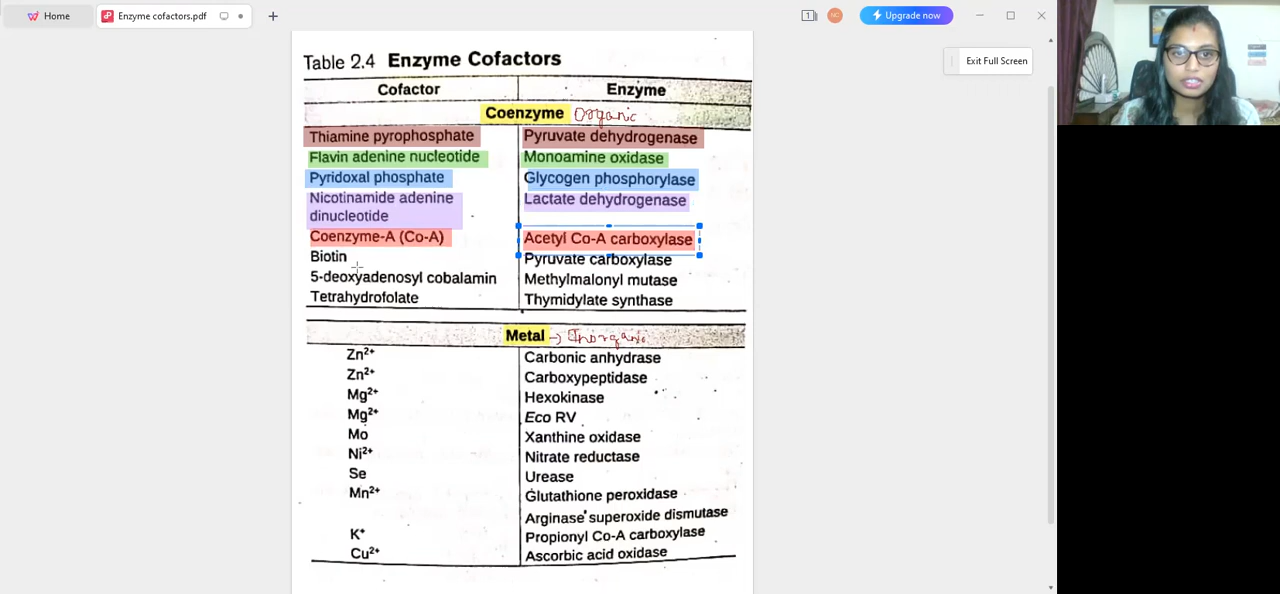 Home
Enzyme cofactors.pdf
1
NC
Upgrade now
Exit Full Screen
Table 2.4 Enzyme Cofactors
Cofactor Enzyme
Coenzyme Organic
Thiamine pyrophosphate Pyruvate dehydrogenase
Flavin adenine nucleotide Monoamine oxidase
Pyridoxal phosphate Glycogen phosphorylase
Nicotinamide adenine Lactate dehydrogenase
dinucleotide
Coenzyme-A (Co-A) Acetyl Co-A carboxylase
Biotin Pyruvate carboxylase
5-deoxyadenosyl cobalamin Methylmalonyl mutase
Tetrahydrofolate Thymidylate synthase
Metal → Inorganic
Zn²⁺ Carbonic anhydrase
Zn²⁺ Carboxypeptidase
Mg²⁺ Hexokinase
Mg²⁺ Eco RV
Mo Xanthine oxidase
Ni²⁺ Nitrate reductase
Se Urease
Mn²⁺ Glutathione peroxidase
Arginase superoxide dismutase
K⁺ Propionyl Co-A carboxylase
Cu²⁺ Ascorbic acid oxidase